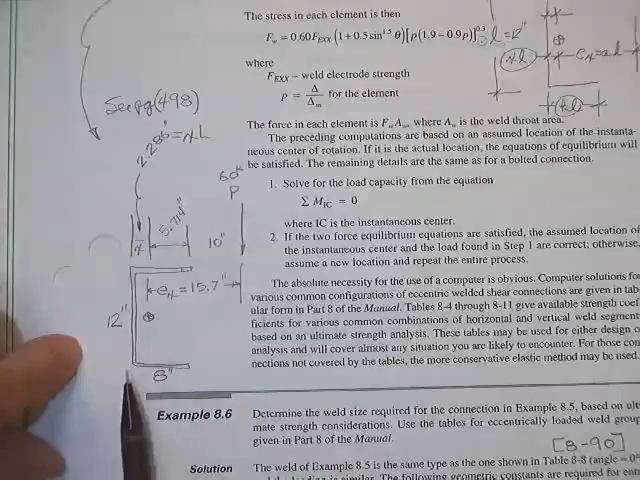 The stress in each element is then
F_w = 0.60F_EXX (1 + 0.5 sin^1.5 θ)[p(1.9 − 0.9p)]^0.3
l = 12"
where
F_EXX = weld electrode strength
p = Δ/Δ_m for the element
The force in each element is F_w A_w, where A_w is the weld throat area.
The preceding computations are based on an assumed location of the instanta-
neous center of rotation. If it is the actual location, the equations of equilibrium will
be satisfied. The remaining details are the same as for a bolted connection.
1. Solve for the load capacity from the equation
Σ M_IC = 0
where IC is the instantaneous center.
2. If the two force equilibrium equations are satisfied, the assumed location of
the instantaneous center and the load found in Step 1 are correct; otherwise,
assume a new location and repeat the entire process.
The absolute necessity for the use of a computer is obvious. Computer solutions for
various common configurations of eccentric welded shear connections are given in tab-
ular form in Part 8 of the Manual. Tables 8-4 through 8-11 give available strength coef-
ficients for various common combinations of horizontal and vertical weld segments
based on an ultimate strength analysis. These tables may be used for either design or
analysis and will cover almost any situation you are likely to encounter. For those con-
nections not covered by the tables, the more conservative elastic method may be used.
Example 8.6
Determine the weld size required for the connection in Example 8.5, based on ulti-
mate strength considerations. Use the tables for eccentrically loaded weld groups
given in Part 8 of the Manual.
[8-90]
Solution
The weld of Example 8.5 is the same type as the one shown in Table 8-8 (angle = 0°
xl
e_x = al
kl
See pg (498)
2.286" = xL
5.714"
60k
P
10"
x
e_x = 15.7"
12"
8"